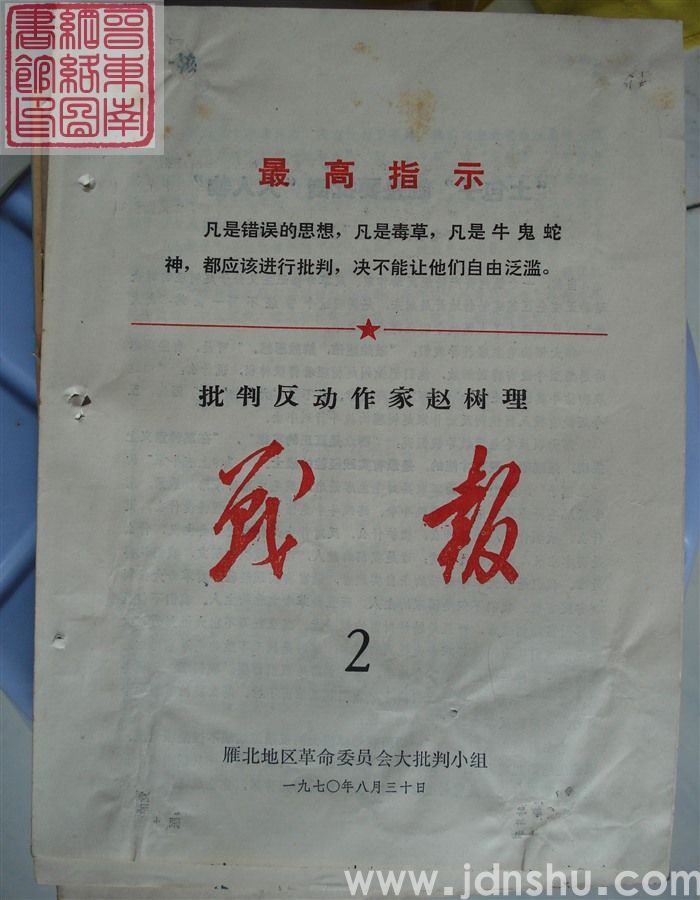 晋东南
网络图
书馆印
最高指示
凡是错误的思想，凡是毒草，凡是牛鬼蛇
神，都应该进行批判，决不能让他们自由泛滥。
批判反动作家赵树理
战报
2
雁北地区革命委员会大批判小组
一九七〇年八月三十日
www.jdnshu.com